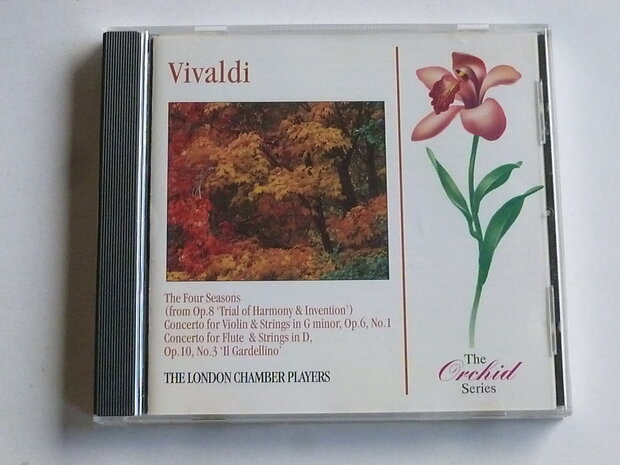 Vivaldi
The Four Seasons
(from Op.8 'Trial of Harmony & Invention')
Concerto for Violin & Strings in G minor, Op.6, No.1
Concerto for Flute & Strings in D,
Op.10, No.3 'Il Gardellino'
THE LONDON CHAMBER PLAYERS
The
Orchid
Series